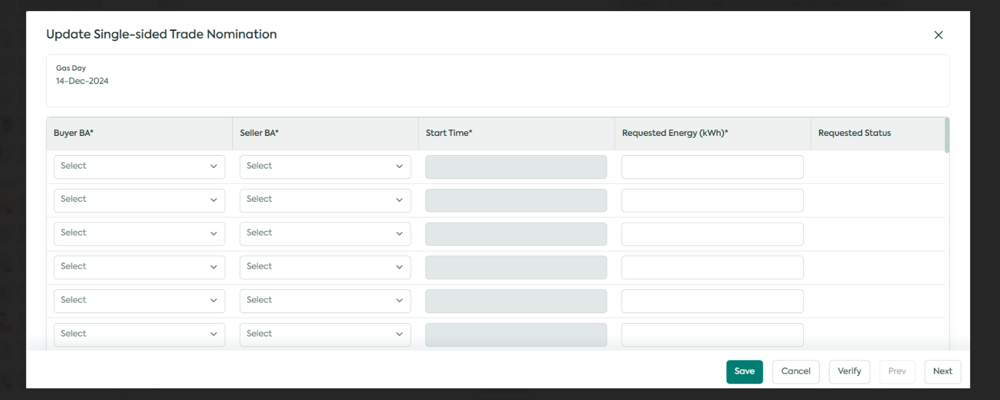 Update Single-sided Trade Nomination
Gas Day
14-Dec-2024
Buyer BA* Seller BA* Start Time* Requested Energy (kWh)* Requested Status
Select Select
Select Select
Select Select
Select Select
Select Select
Select Select
Save Cancel Verify Prev Next